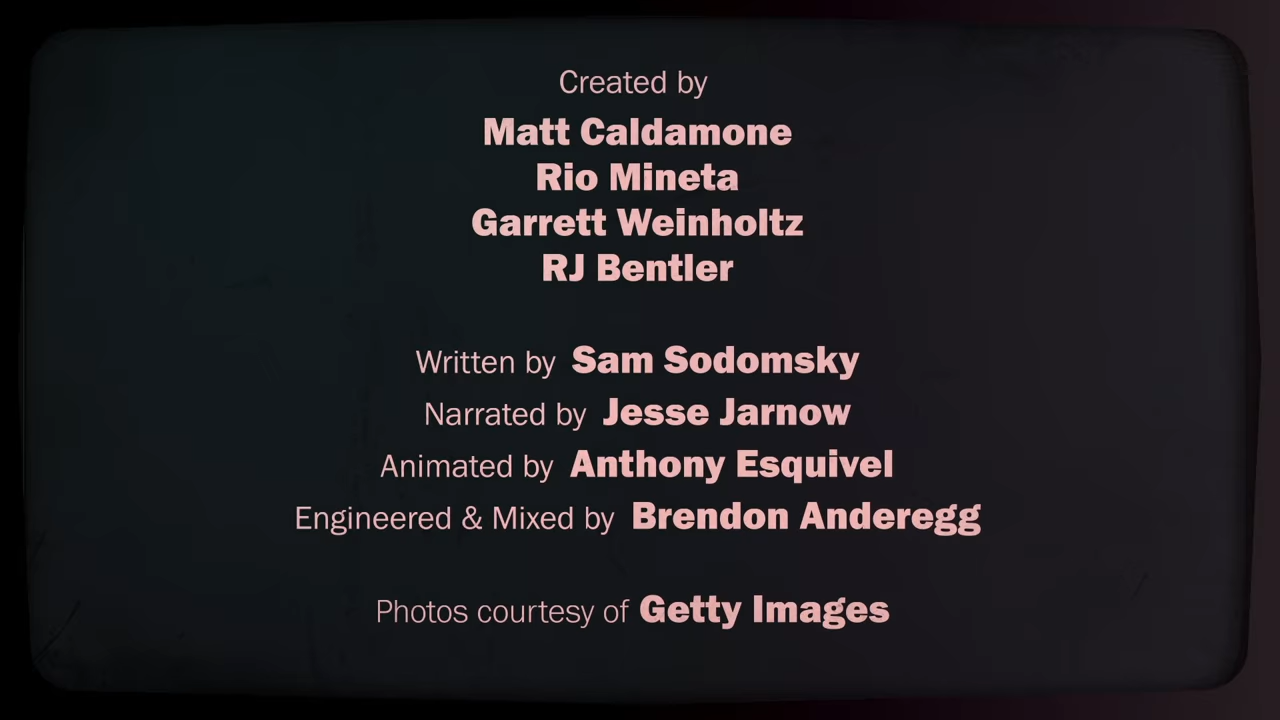 Created by
Matt Caldamone
Rio Mineta
Garrett Weinholtz
RJ Bentler
Written by Sam Sodomsky
Narrated by Jesse Jarnow
Animated by Anthony Esquivel
Engineered & Mixed by Brendon Anderegg
Photos courtesy of Getty Images